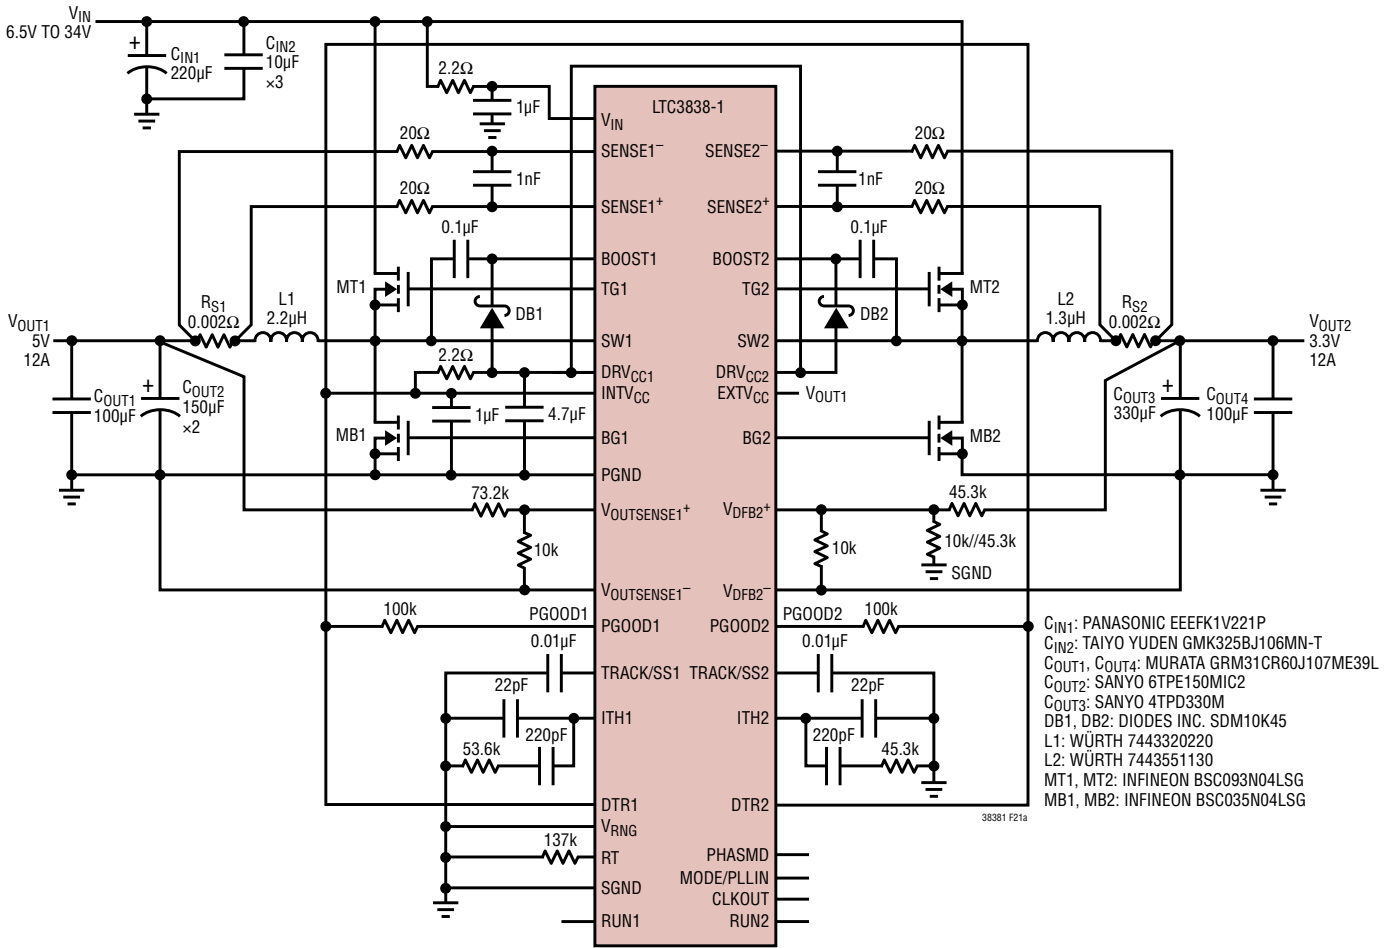 VIN
6.5V TO 34V
CIN1
220µF
CIN2
10µF
×3
2.2Ω
1µF
LTC3838-1
VIN
20Ω
SENSE1–
SENSE2–
20Ω
1nF
1nF
20Ω
SENSE1+
SENSE2+
20Ω
0.1µF
0.1µF
BOOST1
BOOST2
MT1
TG1
TG2
MT2
DB1
DB2
RS1
0.002Ω
L1
2.2µH
L2
1.3µH
RS2
0.002Ω
VOUT1
5V
12A
SW1
SW2
VOUT2
3.3V
12A
2.2Ω
DRVCC1
DRVCC2
INTVCC
EXTVCC
VOUT1
COUT1
100µF
COUT2
150µF
×2
1µF
4.7µF
COUT3
330µF
COUT4
100µF
MB1
BG1
BG2
MB2
PGND
73.2k
VOUTSENSE1+
VDFB2+
45.3k
10k
10k
10k//45.3k
SGND
VOUTSENSE1–
VDFB2–
100k
PGOOD1
PGOOD1
PGOOD2
PGOOD2
100k
0.01µF
0.01µF
TRACK/SS1
TRACK/SS2
22pF
22pF
ITH1
ITH2
220pF
220pF
53.6k
45.3k
DTR1
DTR2
VRNG
137k
RT
PHASMD
MODE/PLLIN
SGND
CLKOUT
RUN1
RUN2
CIN1: PANASONIC EEEFK1V221P
CIN2: TAIYO YUDEN GMK325BJ106MN-T
COUT1, COUT4: MURATA GRM31CR60J107ME39L
COUT2: SANYO 6TPE150MIC2
COUT3: SANYO 4TPD330M
DB1, DB2: DIODES INC. SDM10K45
L1: WÜRTH 7443320220
L2: WÜRTH 7443551130
MT1, MT2: INFINEON BSC093N04LSG
MB1, MB2: INFINEON BSC035N04LSG
38381 F21a